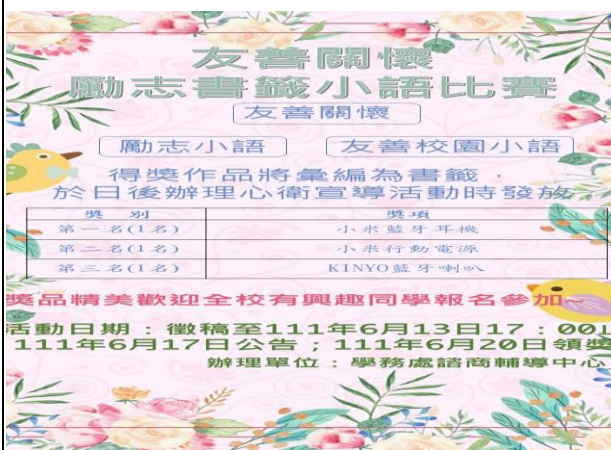 友善關懷
勵志書籤小語比賽
友善關懷
勵志小語 友善校園小語
得獎作品將彙編為書籤，
於日後辦理心衛宣導活動時發放
獎 別 獎項
第一名(1名) 小米藍牙耳機
第二名(1名) 小米行動電源
第三名(1名) KINYO藍牙喇叭
獎品精美歡迎全校有興趣同學報名參加~
活動日期：徵稿至111年6月13日17：00
111年6月17日公告；111年6月20日領獎
辦理單位：學務處諮商輔導中心